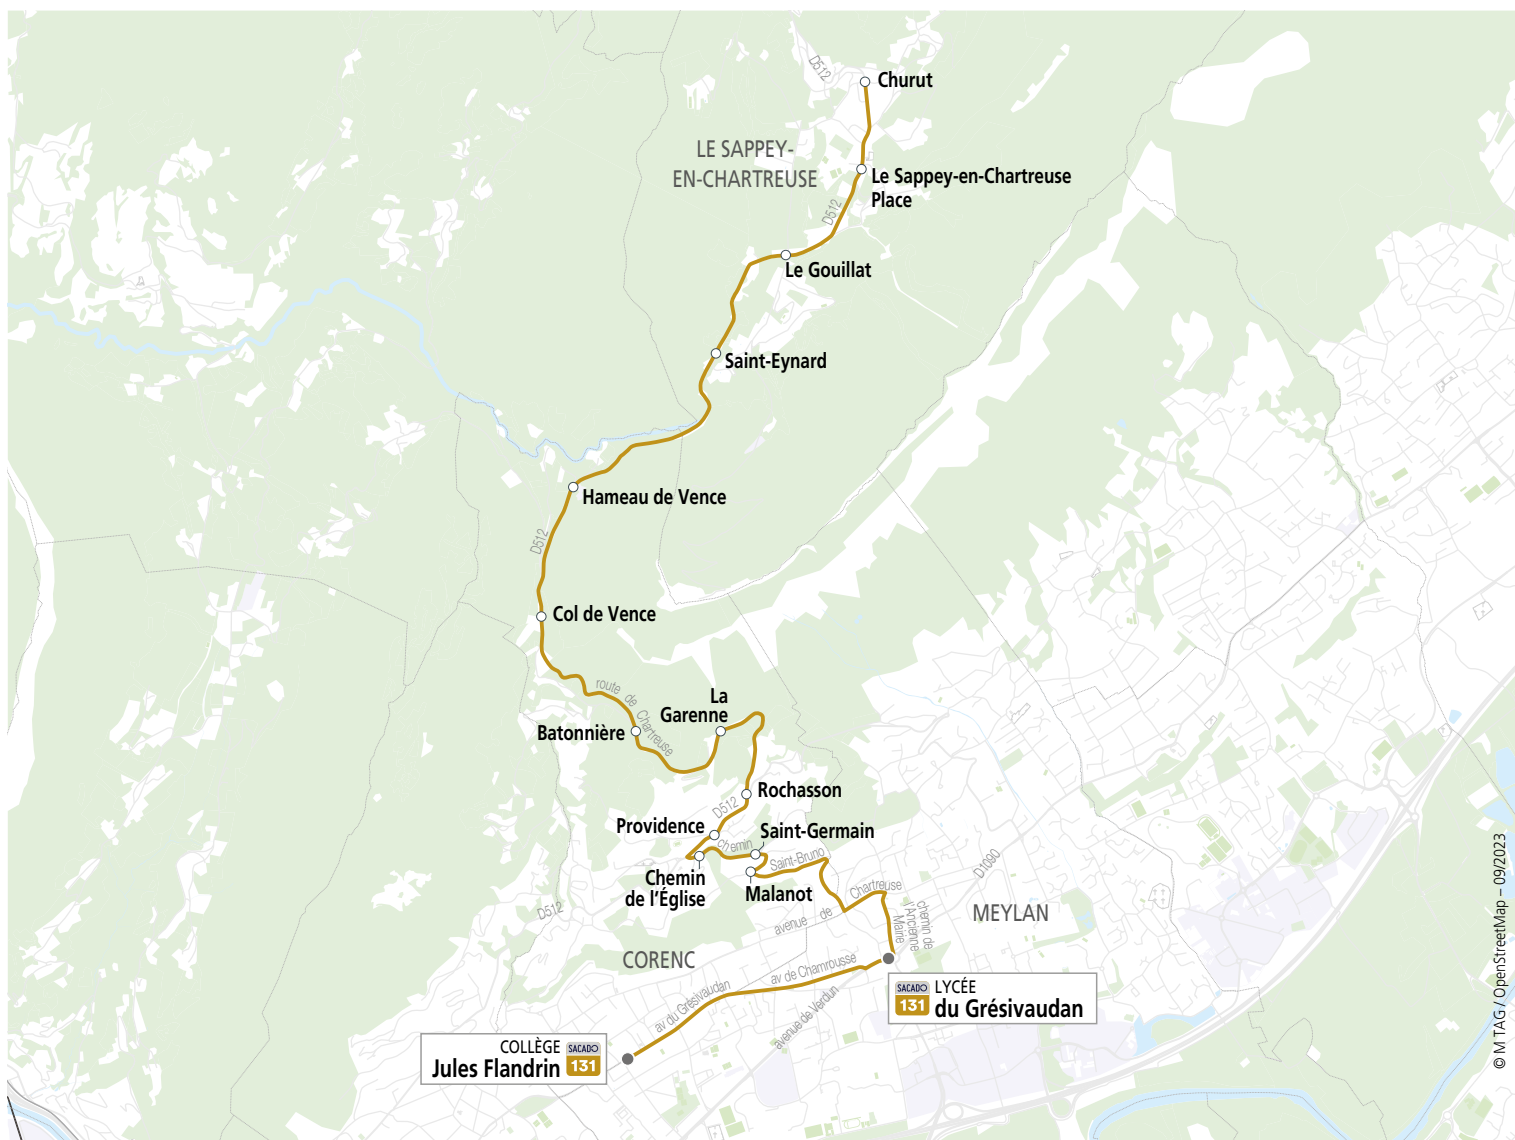 D512
Churut
LE SAPPEY-
EN-CHARTREUSE
Le Sappey-en-Chartreuse
Place
D512
Le Gouillat
Saint-Eynard
Hameau de Vence
D512
Col de Vence
route de Chartreuse
La
Garenne
Batonnière
Rochasson
D512
Providence
Saint-Germain
chemin
Saint-Bruno
Chemin
de l'Église
Malanot
D512
avenue de Chartreuse
D1090
chemin de
l'Ancienne
Mairie
MEYLAN
CORENC
av de Chamrousse
av du Grésivaudan
avenue de Verdun
SACADO
131
LYCÉE
du Grésivaudan
COLLÈGE
Jules Flandrin
SACADO
131
© M TAG / OpenStreetMap – 09/2023